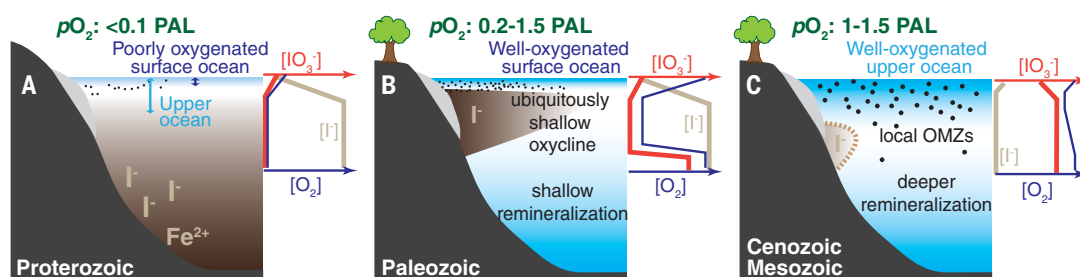 pO₂: <0.1 PAL
Poorly oxygenated
surface ocean
A
Upper
ocean
[IO₃⁻]
[I⁻]
I⁻
I⁻
I⁻
I⁻
Fe²⁺
[O₂]
Proterozoic
pO₂: 0.2-1.5 PAL
Well-oxygenated
surface ocean
B
[IO₃⁻]
I⁻
ubiquitously
shallow
oxycline
[I⁻]
shallow
remineralization
[O₂]
Paleozoic
pO₂: 1-1.5 PAL
Well-oxygenated
upper ocean
C
[IO₃⁻]
I⁻
local OMZs
[I⁻]
deeper
remineralization
[O₂]
Cenozoic
Mesozoic